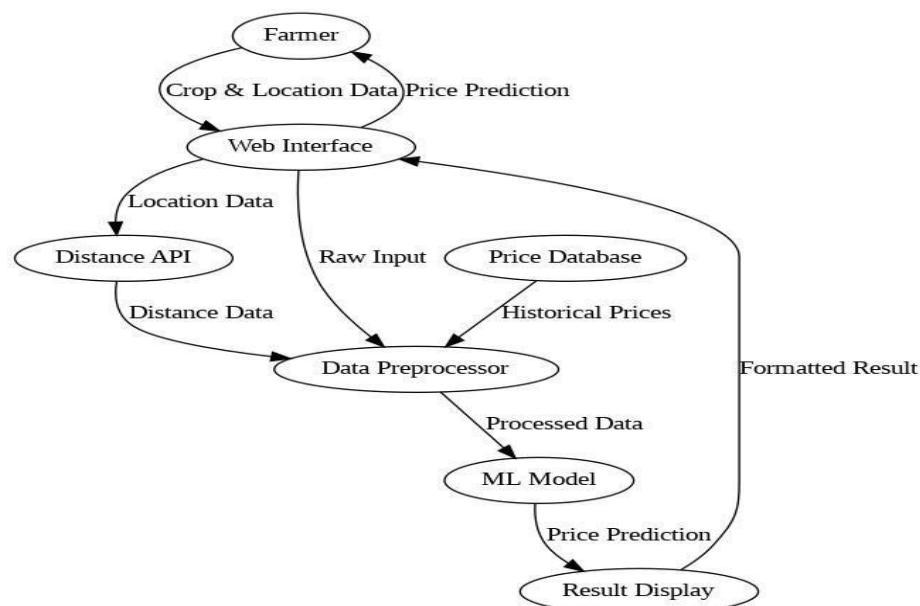 Farmer
Crop & Location Data
Price Prediction
Web Interface
Location Data
Distance API
Raw Input
Price Database
Distance Data
Historical Prices
Data Preprocessor
Formatted Result
Processed Data
ML Model
Price Prediction
Result Display